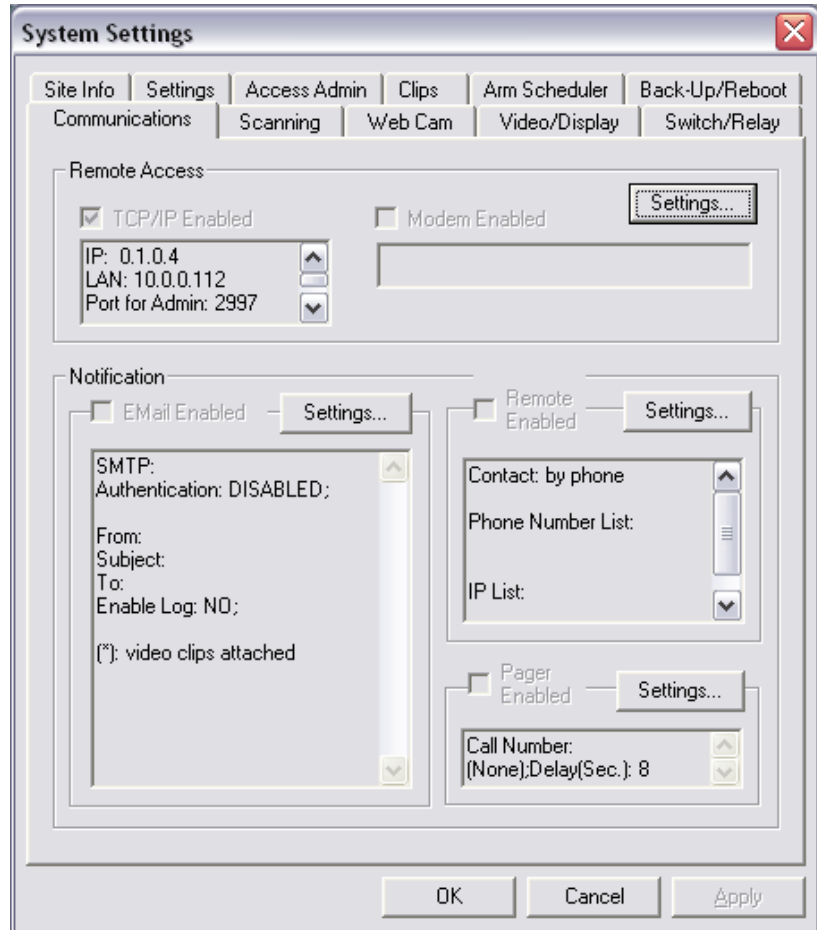 System Settings
Site Info Settings Access Admin Clips Arm Scheduler Back-Up/Reboot
Communications Scanning Web Cam Video/Display Switch/Relay
Remote Access
TCP/IP Enabled
Modem Enabled
Settings...
IP: 0.1.0.4
LAN: 10.0.0.112
Port for Admin: 2997
Notification
EMail Enabled
Settings...
SMTP:
Authentication: DISABLED;
From:
Subject:
To:
Enable Log: NO;
(*): video clips attached
Remote
Enabled
Settings...
Contact: by phone
Phone Number List:
IP List:
Pager
Enabled
Settings...
Call Number:
(None);Delay(Sec.): 8
OK Cancel Apply